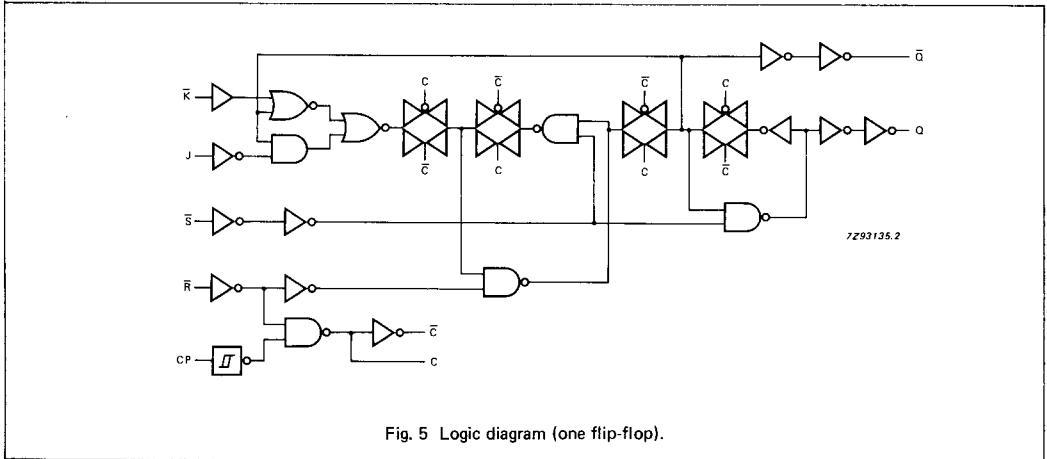 Q̅
C C̅ C̅ C
K̅
Q
J
C̅ C C C̅
S̅
7Z93135.2
R̅
C̅
CP
C
Fig. 5 Logic diagram (one flip-flop).